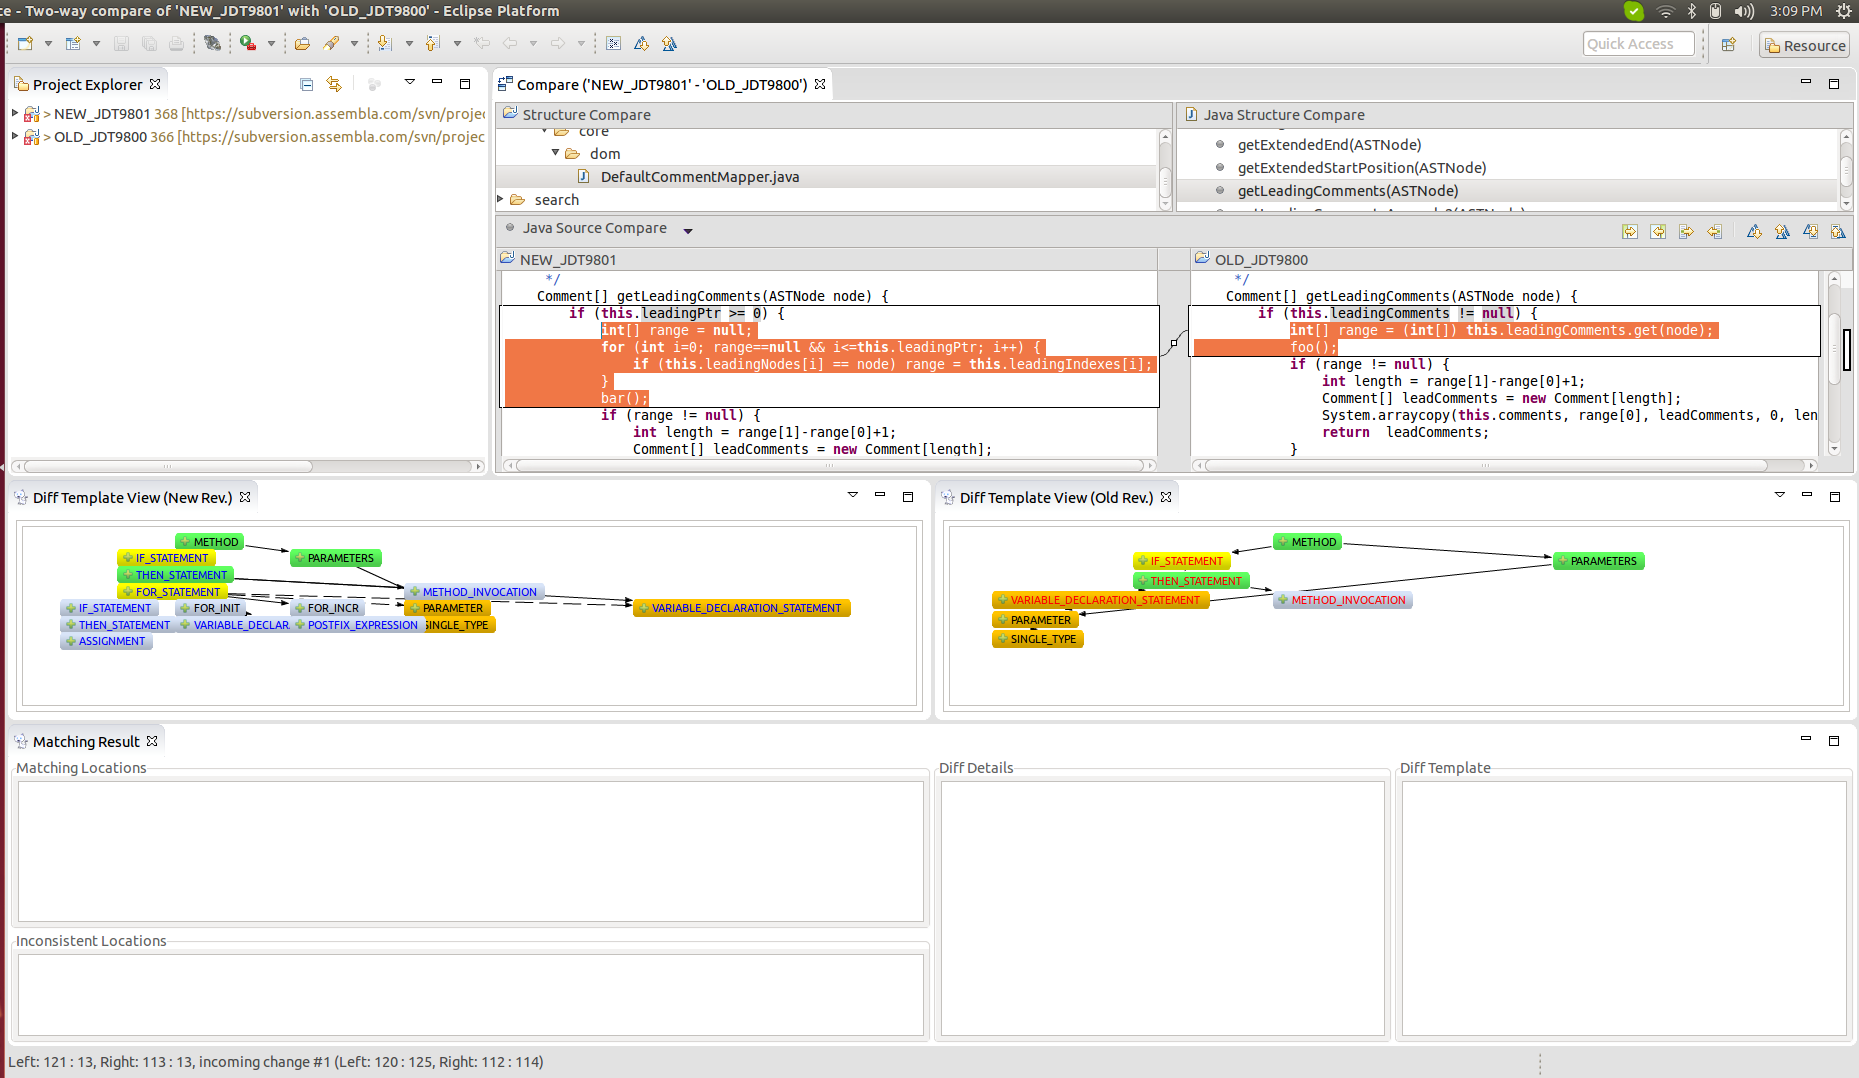 ce - Two-way compare of 'NEW_JDT9801' with 'OLD_JDT9800' - Eclipse Platform
3:09 PM
Quick Access
Resource
Project Explorer
> NEW_JDT9801 368 [https://subversion.assembla.com/svn/projec
> OLD_JDT9800 366 [https://subversion.assembla.com/svn/projec
Compare ('NEW_JDT9801' - 'OLD_JDT9800')
Structure Compare
core
dom
DefaultCommentMapper.java
search
Java Structure Compare
getExtendedEnd(ASTNode)
getExtendedStartPosition(ASTNode)
getLeadingComments(ASTNode)
Java Source Compare
NEW_JDT9801
*/
Comment[] getLeadingComments(ASTNode node) {
if (this.leadingPtr >= 0) {
int[] range = null;
for (int i=0; range==null && i<=this.leadingPtr; i++) {
if (this.leadingNodes[i] == node) range = this.leadingIndexes[i];
}
bar();
if (range != null) {
int length = range[1]-range[0]+1;
Comment[] leadComments = new Comment[length];
OLD_JDT9800
*/
Comment[] getLeadingComments(ASTNode node) {
if (this.leadingComments != null) {
int[] range = (int[]) this.leadingComments.get(node);
foo();
if (range != null) {
int length = range[1]-range[0]+1;
Comment[] leadComments = new Comment[length];
System.arraycopy(this.comments, range[0], leadComments, 0, len
return  leadComments;
}
Diff Template View (New Rev.)
METHOD
IF_STATEMENT
PARAMETERS
THEN_STATEMENT
FOR_STATEMENT
METHOD_INVOCATION
IF_STATEMENT
FOR_INIT
FOR_INCR
PARAMETER
VARIABLE_DECLARATION_STATEMENT
THEN_STATEMENT
VARIABLE_DECLARA
POSTFIX_EXPRESSION
SINGLE_TYPE
ASSIGNMENT
Diff Template View (Old Rev.)
METHOD
IF_STATEMENT
PARAMETERS
THEN_STATEMENT
VARIABLE_DECLARATION_STATEMENT
METHOD_INVOCATION
PARAMETER
SINGLE_TYPE
Matching Result
Matching Locations
Diff Details
Diff Template
Inconsistent Locations
Left: 121 : 13, Right: 113 : 13, incoming change #1 (Left: 120 : 125, Right: 112 : 114)